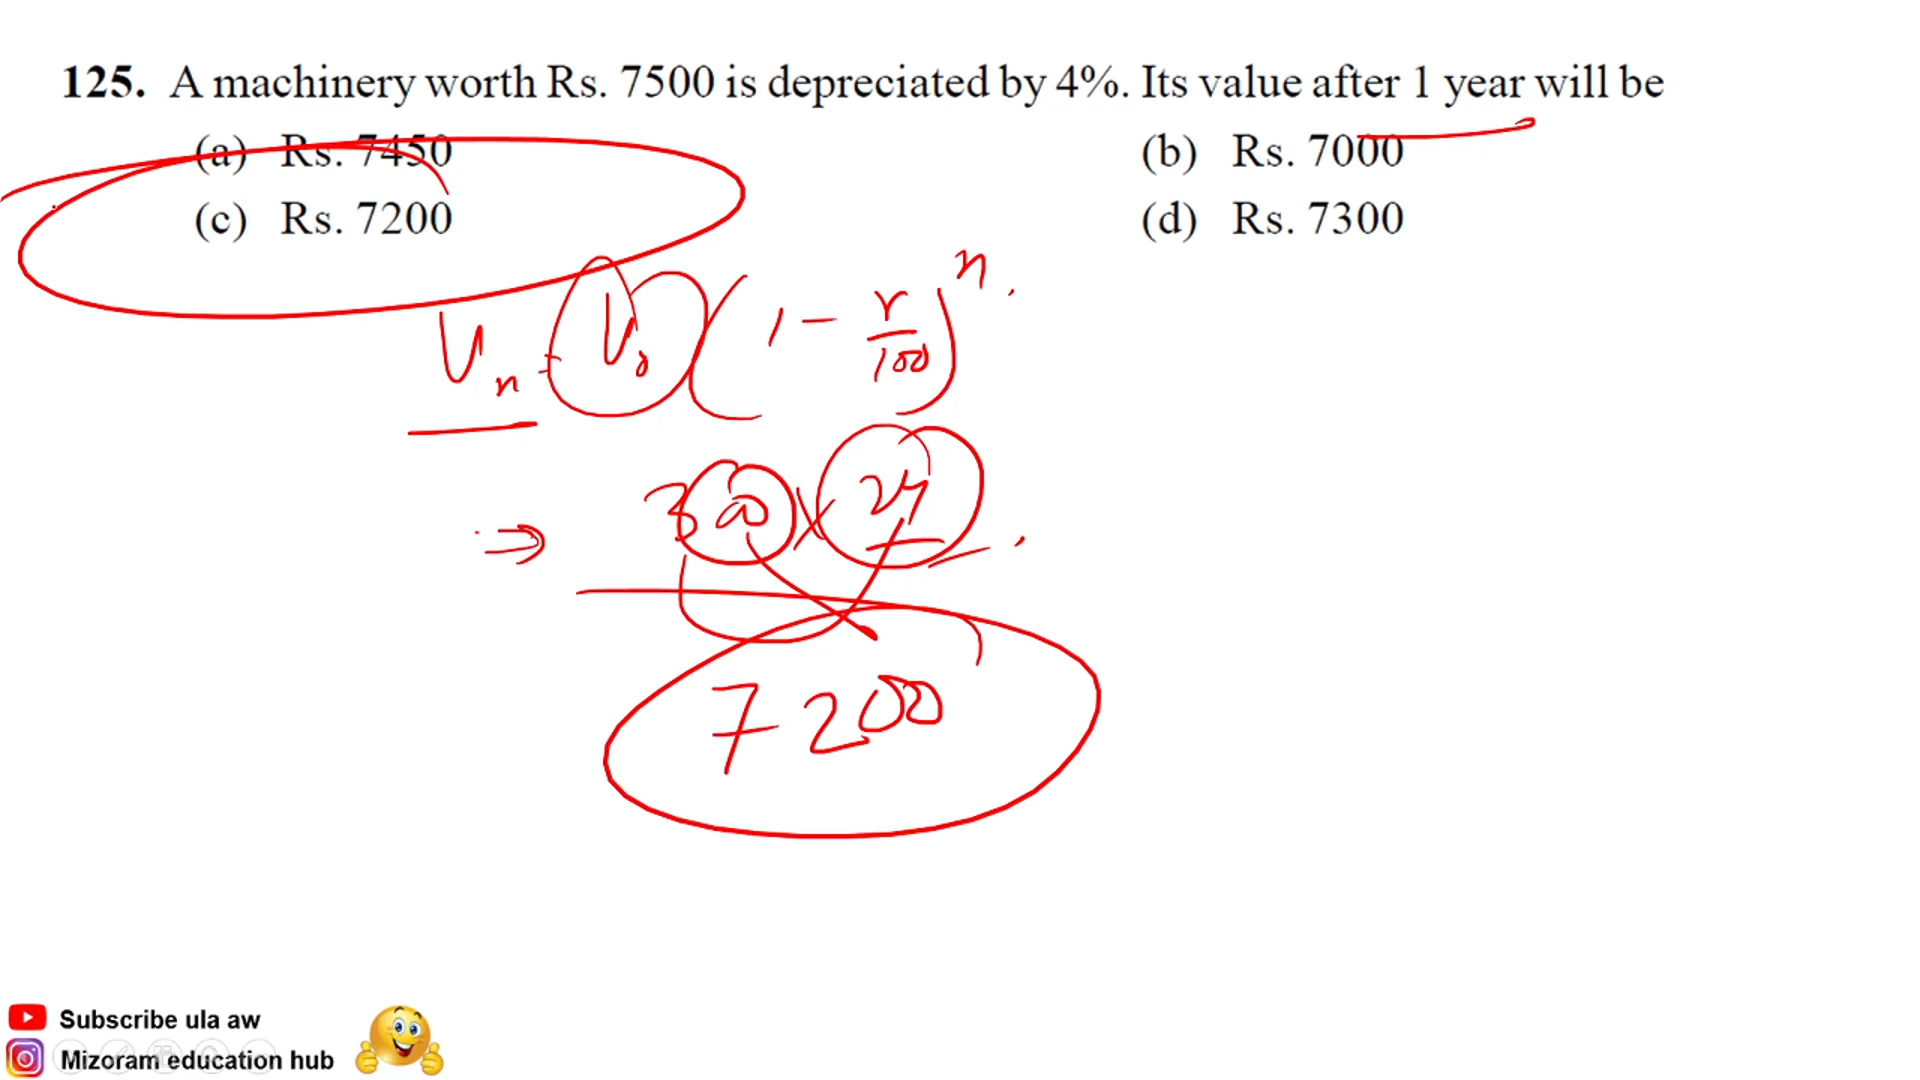 125. A machinery worth Rs. 7500 is depreciated by 4%. Its value after 1 year will be
(a) Rs. 7450 (b) Rs. 7000
(c) Rs. 7200 (d) Rs. 7300
Vn = V0 (1 - r/100)^n
⇒ 300 × 24
7200
Subscribe ula aw
Mizoram education hub